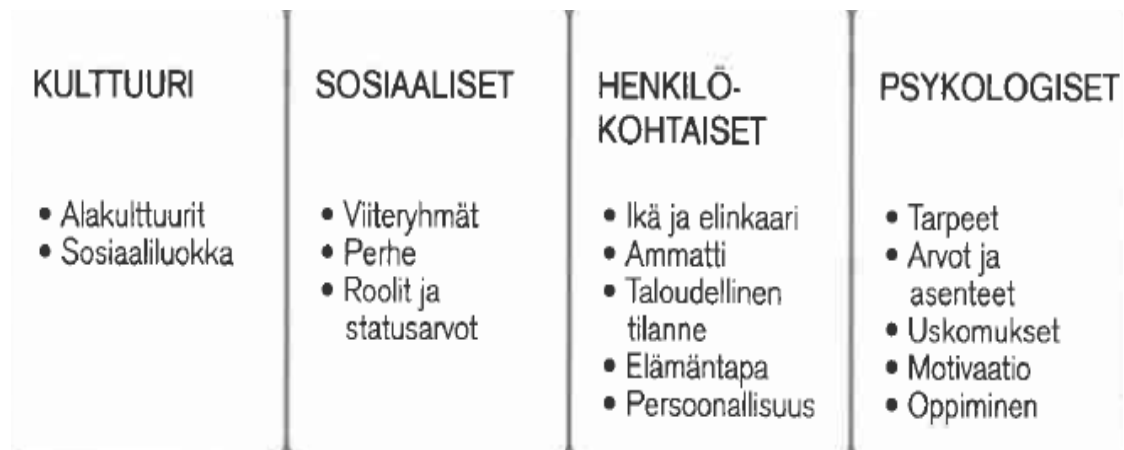 KULTTUURI
• Alakulttuurit
• Sosiaaliluokka
SOSIAALISET
• Viiteryhmät
• Perhe
• Roolit ja
statusarvot
HENKILÖ-
KOHTAISET
• Ikä ja elinkaari
• Ammatti
• Taloudellinen
tilanne
• Elämäntapa
• Persoonallisuus
PSYKOLOGISET
• Tarpeet
• Arvot ja
asenteet
• Uskomukset
• Motivaatio
• Oppiminen